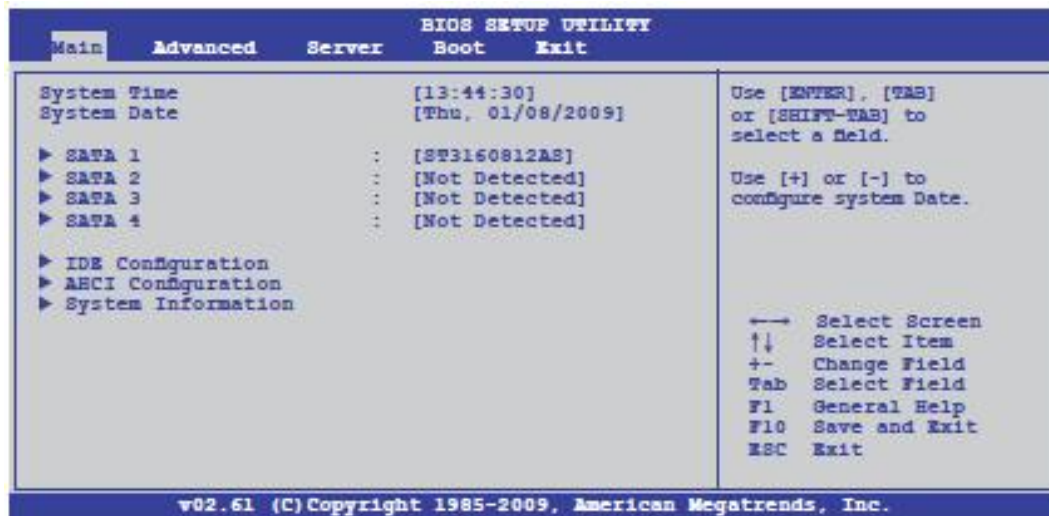 BIOS SETUP UTILITY
Main Advanced Server Boot Exit
System Time [13:44:30]
System Date [Thu, 01/08/2009]
▶ SATA 1 : [ST3160812AS]
▶ SATA 2 : [Not Detected]
▶ SATA 3 : [Not Detected]
▶ SATA 4 : [Not Detected]
▶ IDE Configuration
▶ AHCI Configuration
▶ System Information
Use [ENTER], [TAB]
or [SHIFT-TAB] to
select a field.
Use [+] or [-] to
configure system Date.
←→ Select Screen
↑↓ Select Item
+- Change Field
Tab Select Field
F1 General Help
F10 Save and Exit
ESC Exit
v02.61 (C)Copyright 1985-2009, American Megatrends, Inc.